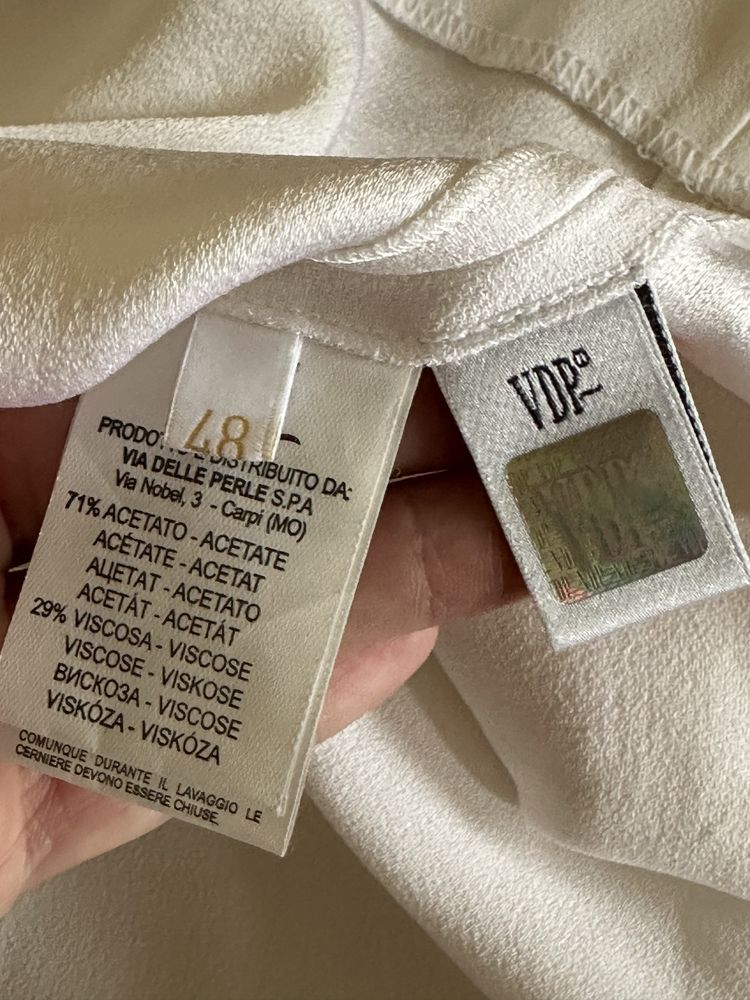 48
PRODOTTO E DISTRIBUITO DA:
VIA DELLE PERLE S.P.A
Via Nobel, 3 - Carpi (MO)
71% ACETATO - ACETATE
ACÉTATE - ACETAT
АЦЕТАТ - ACETATO
ACETÁT - ACETÁT
29% VISCOSA - VISCOSE
VISCOSE - VISKOSE
ВИСКОЗА - VISCOSE
VISKÓZA - VISKÓZA
COMUNQUE DURANTE IL LAVAGGIO LE
CERNIERE DEVONO ESSERE CHIUSE.
VDP
VDP
VDP